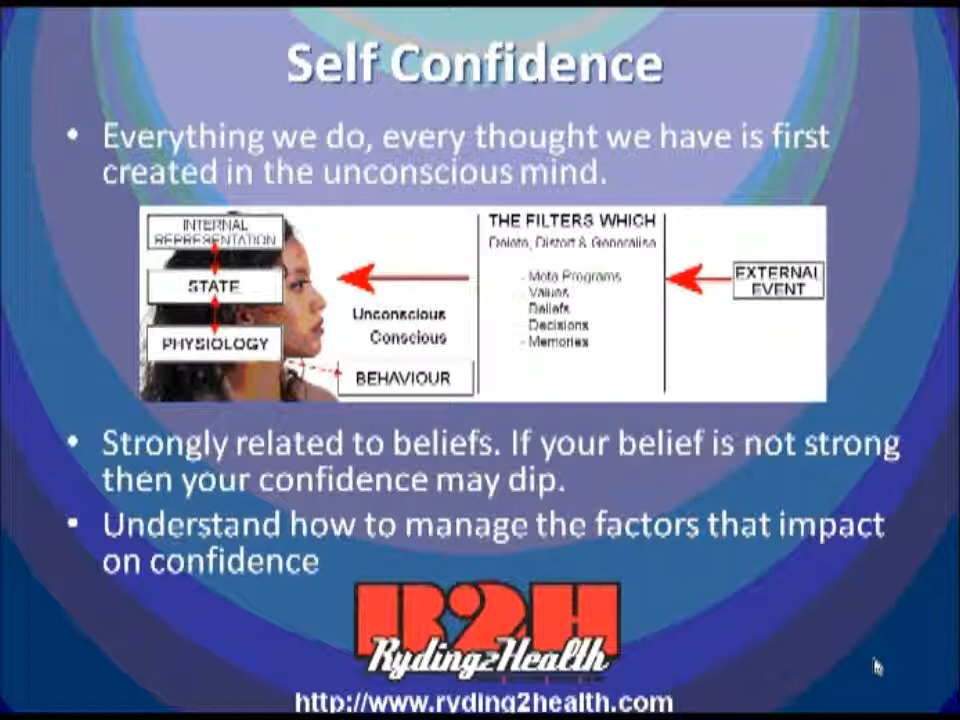 Self Confidence
• Everything we do, every thought we have is first
created in the unconscious mind.
INTERNAL
REPRESENTATION
STATE
PHYSIOLOGY
Unconscious
Conscious
BEHAVIOUR
THE FILTERS WHICH
Delete, Distort & Generalise
- Meta Programs
- Values
- Beliefs
- Decisions
- Memories
EXTERNAL
EVENT
• Strongly related to beliefs. If your belief is not strong
then your confidence may dip.
• Understand how to manage the factors that impact
on confidence
R2H
Ryding2Health
http://www.ryding2health.com